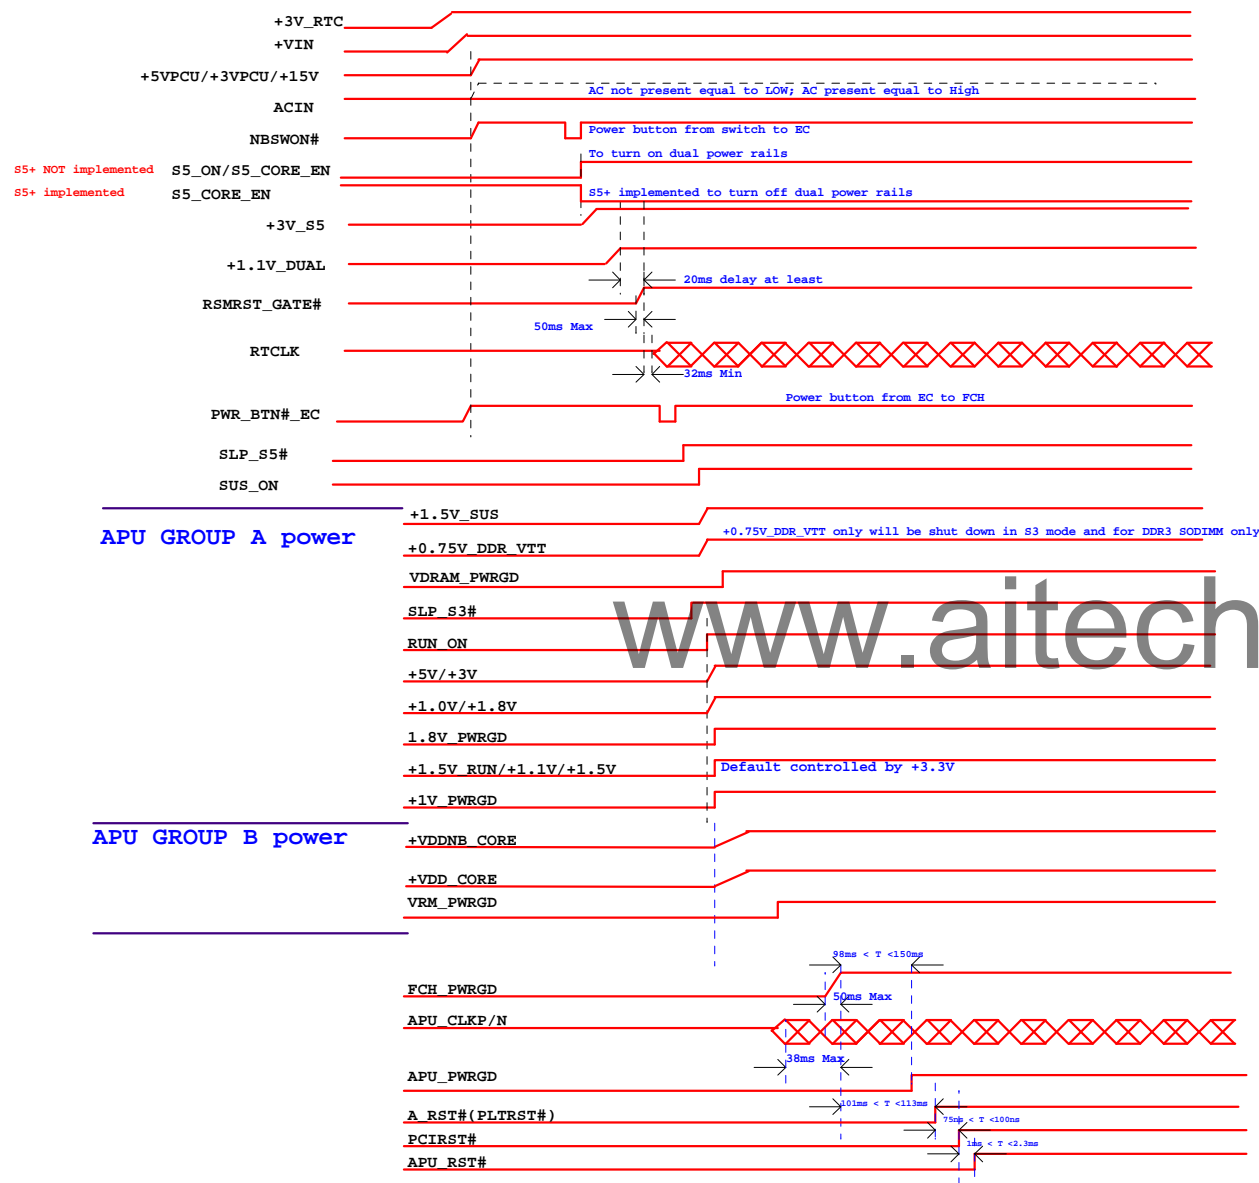 +3V_RTC
+VIN
+5VPCU/+3VPCU/+15V
AC not present equal to LOW; AC present equal to High
ACIN
NBSWON#
Power button from switch to EC
To turn on dual power rails
S5+ NOT implemented S5_ON/S5_CORE_EN
S5+ implemented S5_CORE_EN
S5+ implemented to turn off dual power rails
+3V_S5
+1.1V_DUAL
20ms delay at least
RSMRST_GATE#
50ms Max
RTCLK
32ms Min
Power button from EC to FCH
PWR_BTN#_EC
SLP_S5#
SUS_ON
+1.5V_SUS
APU GROUP A power
+0.75V_DDR_VTT only will be shut down in S3 mode and for DDR3 SODIMM only
+0.75V_DDR_VTT
VDRAM_PWRGD
SLP_S3#
www.aitech
RUN_ON
+5V/+3V
+1.0V/+1.8V
1.8V_PWRGD
+1.5V_RUN/+1.1V/+1.5V
Default controlled by +3.3V
+1V_PWRGD
APU GROUP B power
+VDDNB_CORE
+VDD_CORE
VRM_PWRGD
98ms < T <150ms
FCH_PWRGD
50ms Max
APU_CLKP/N
38ms Max
APU_PWRGD
101ms < T <113ms
A_RST#(PLTRST#)
75ms < T <100ns
PCIRST#
1ms < T <2.3ms
APU_RST#